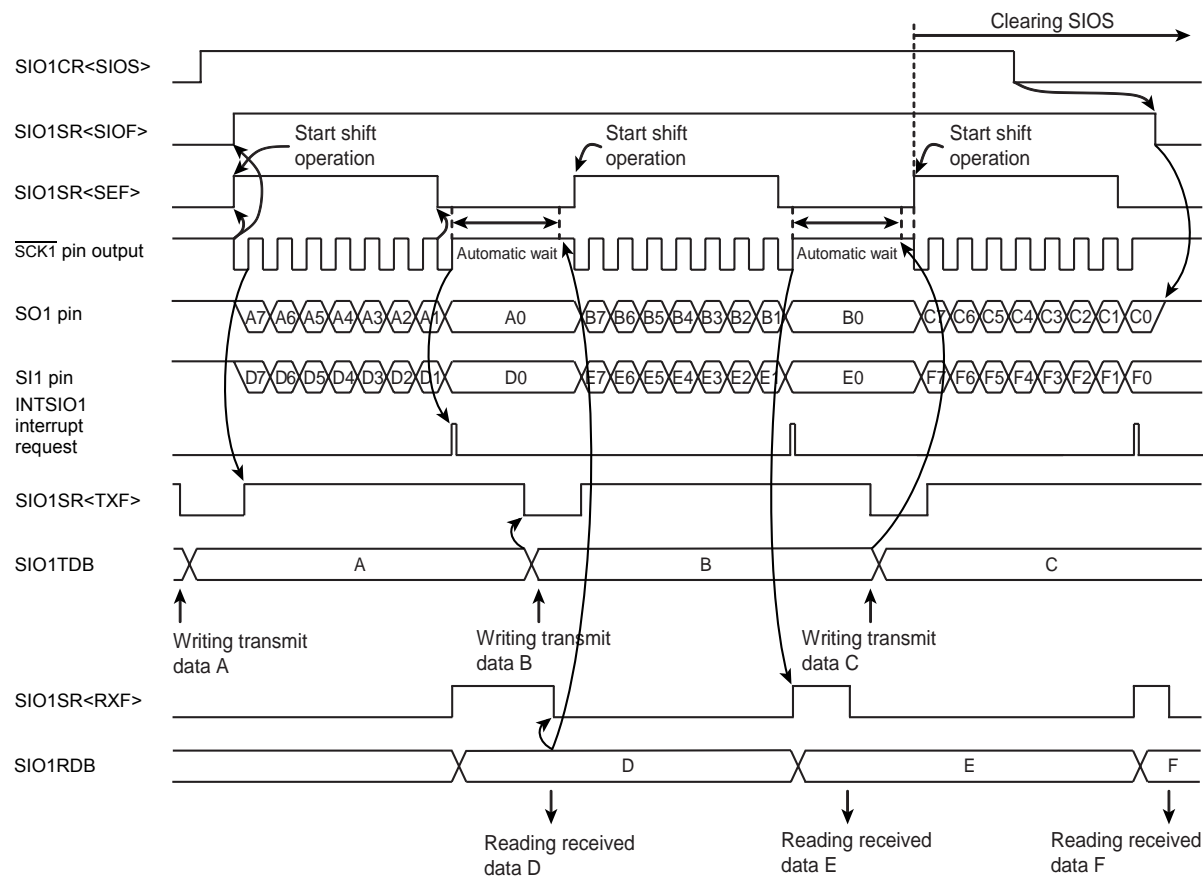 Clearing SIOS
SIO1CR<SIOS>
SIO1SR<SIOF>
Start shift
operation
Start shift
operation
Start shift
operation
SIO1SR<SEF>
SCK1 pin output
Automatic wait
Automatic wait
SO1 pin
A7 A6 A5 A4 A3 A2 A1 A0 B7 B6 B5 B4 B3 B2 B1 B0 C7 C6 C5 C4 C3 C2 C1 C0
SI1 pin
D7 D6 D5 D4 D3 D2 D1 D0 E7 E6 E5 E4 E3 E2 E1 E0 F7 F6 F5 F4 F3 F2 F1 F0
INTSIO1
interrupt
request
SIO1SR<TXF>
SIO1TDB
A B C
Writing transmit
data A
Writing transmit
data B
Writing transmit
data C
SIO1SR<RXF>
SIO1RDB
D E F
Reading received
data D
Reading received
data E
Reading received
data F